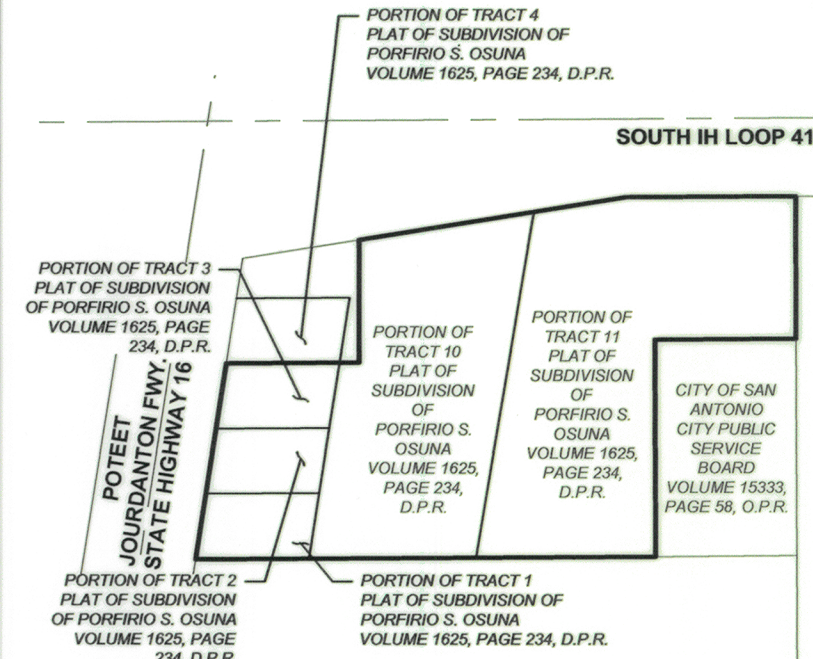 PORTION OF TRACT 4
PLAT OF SUBDIVISION OF
PORFIRIO S. OSUNA
VOLUME 1625, PAGE 234, D.P.R.
SOUTH IH LOOP 41
PORTION OF TRACT 3
PLAT OF SUBDIVISION
OF PORFIRIO S. OSUNA
VOLUME 1625, PAGE
234, D.P.R.
POTEET
JOURDANTON FWY.
STATE HIGHWAY 16
PORTION OF
TRACT 10
PLAT OF
SUBDIVISION
OF
PORFIRIO S.
OSUNA
VOLUME 1625,
PAGE 234,
D.P.R.
PORTION OF
TRACT 11
PLAT OF
SUBDIVISION
OF
PORFIRIO S.
OSUNA
VOLUME 1625,
PAGE 234,
D.P.R.
CITY OF SAN
ANTONIO
CITY PUBLIC
SERVICE
BOARD
VOLUME 15333,
PAGE 58, O.P.R.
PORTION OF TRACT 2
PLAT OF SUBDIVISION
OF PORFIRIO S. OSUNA
VOLUME 1625, PAGE
234, D.P.R.
PORTION OF TRACT 1
PLAT OF SUBDIVISION OF
PORFIRIO S. OSUNA
VOLUME 1625, PAGE 234, D.P.R.